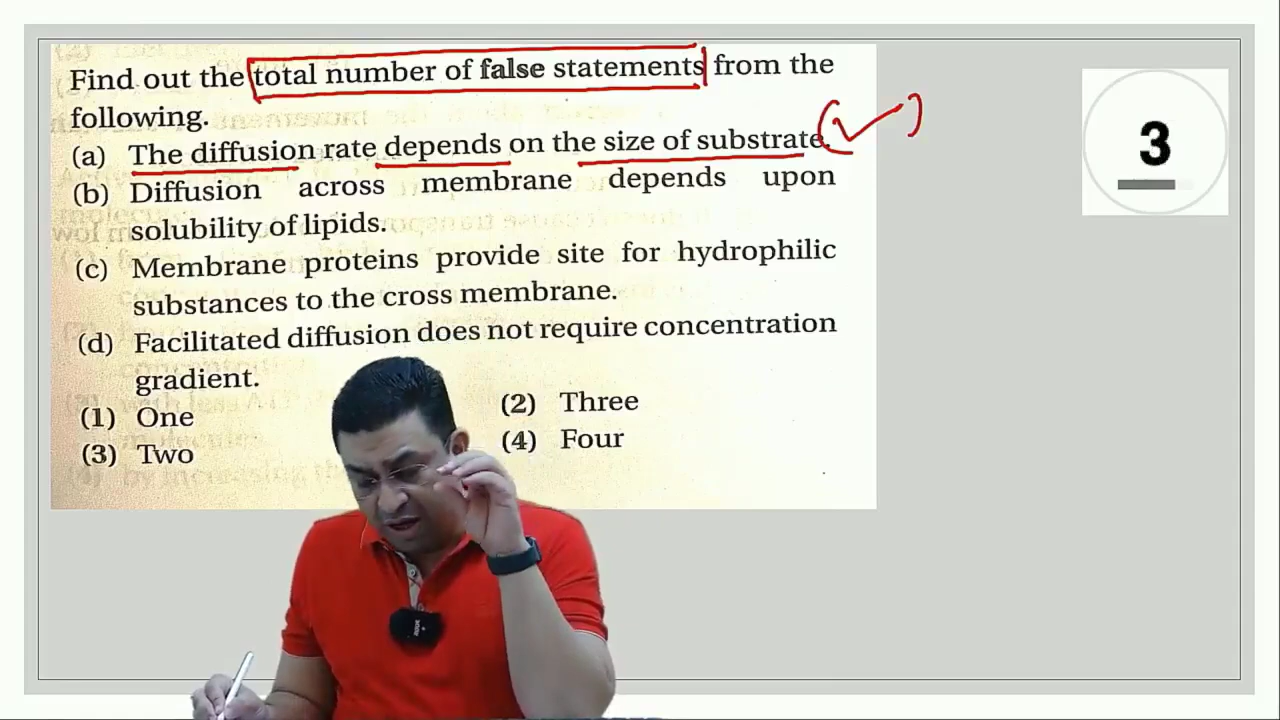 Find out the total number of false statements from the
following.
(a) The diffusion rate depends on the size of substrate.
(b) Diffusion across membrane depends upon
solubility of lipids.
(c) Membrane proteins provide site for hydrophilic
substances to the cross membrane.
(d) Facilitated diffusion does not require concentration
gradient.
(1) One (2) Three
(3) Two (4) Four
3